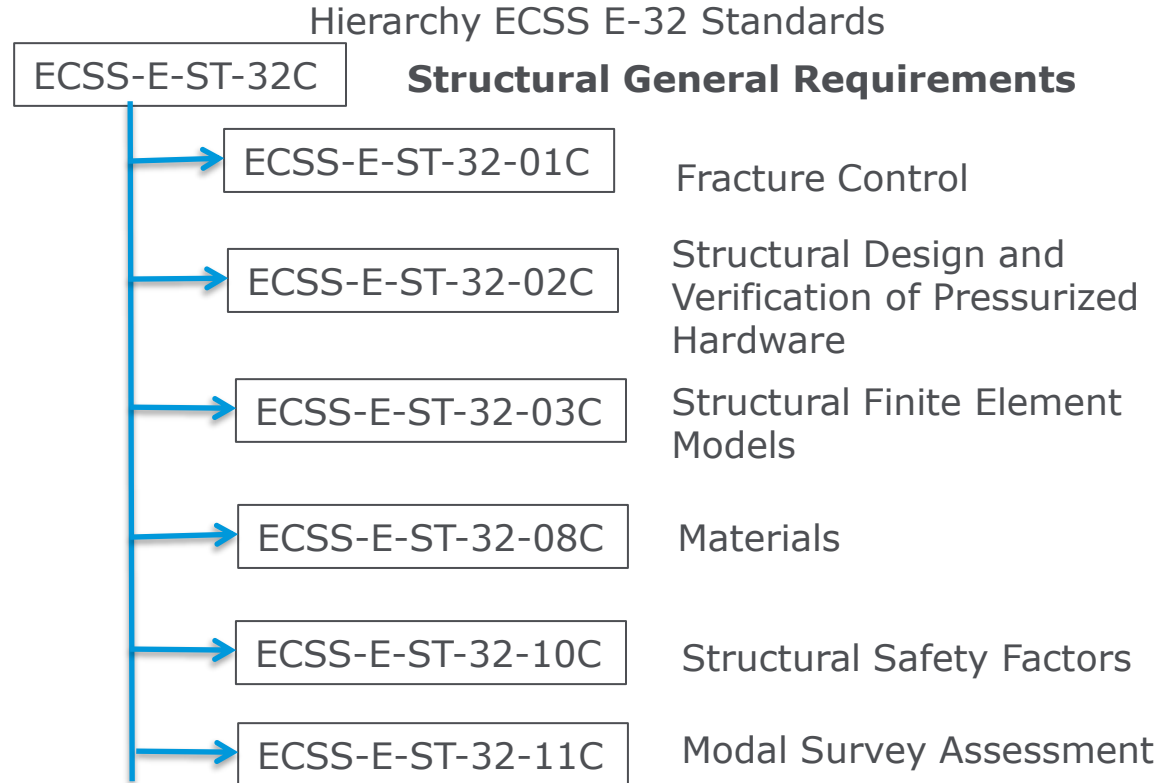 Hierarchy ECSS E-32 Standards
ECSS-E-ST-32C
Structural General Requirements
ECSS-E-ST-32-01C
Fracture Control
ECSS-E-ST-32-02C
Structural Design and
Verification of Pressurized
Hardware
ECSS-E-ST-32-03C
Structural Finite Element
Models
ECSS-E-ST-32-08C
Materials
ECSS-E-ST-32-10C
Structural Safety Factors
ECSS-E-ST-32-11C
Modal Survey Assessment